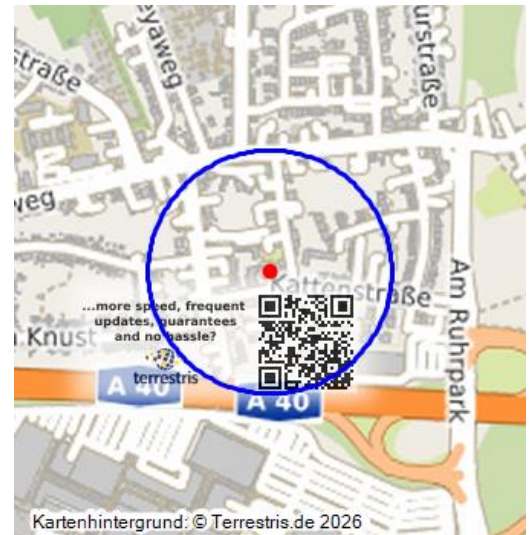 eyaweg
straße
urstraße
weg
Kattenstraße
Am Ruhrpark
...more speed, frequent
updates, guarantees
and no hassle?
Knust
terrestris
A 40
A 40
Kartenhintergrund: © Terrestris.de 2026